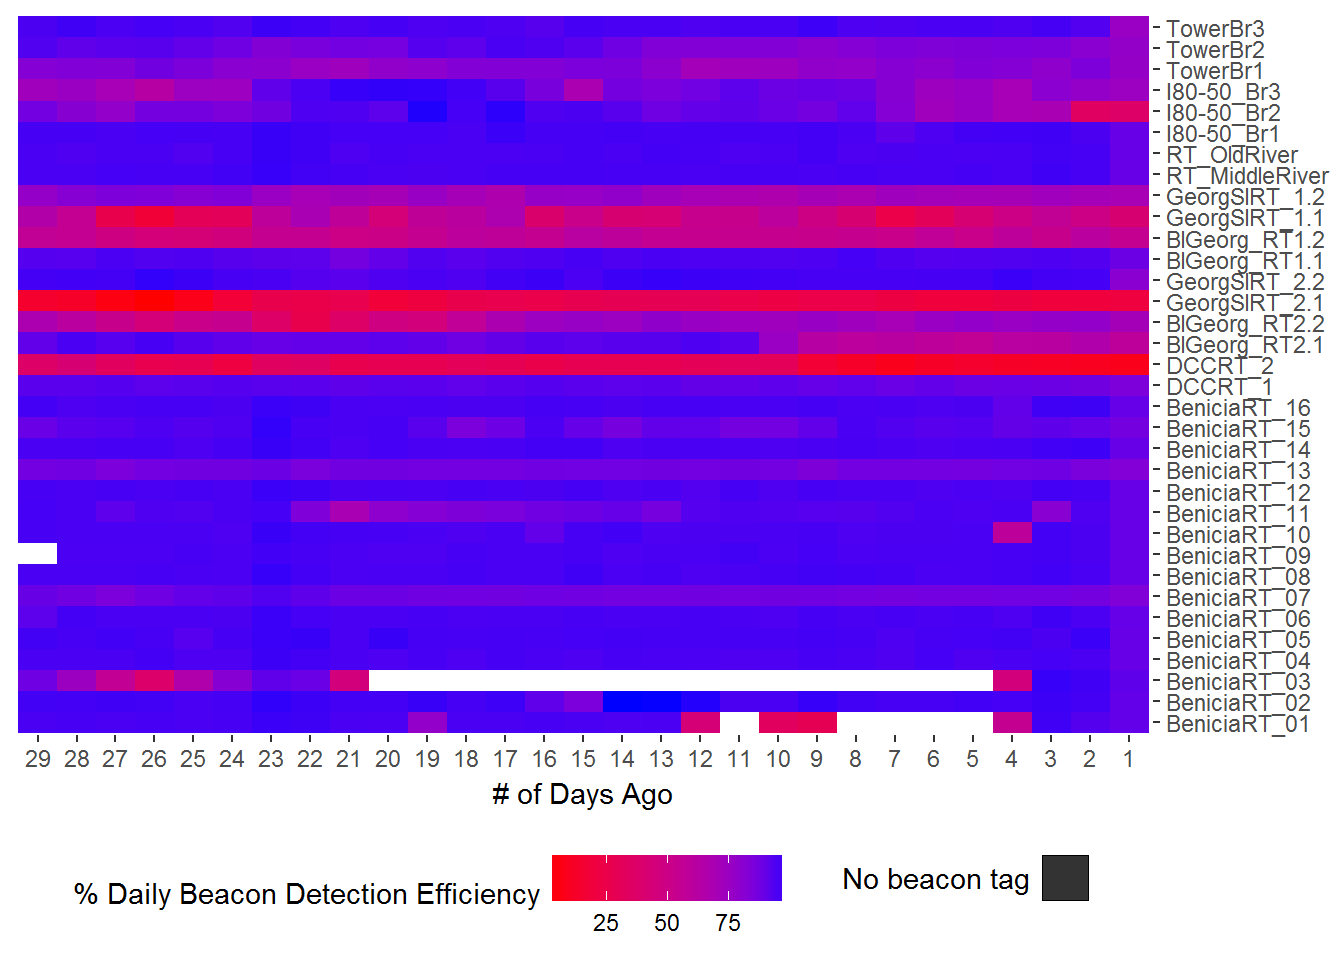 TowerBr3
TowerBr2
TowerBr1
I80-50_Br3
I80-50_Br2
I80-50_Br1
RT_OldRiver
RT_MiddleRiver
GeorgSlRT_1.2
GeorgSlRT_1.1
BlGeorg_RT1.2
BlGeorg_RT1.1
GeorgSlRT_2.2
GeorgSlRT_2.1
BlGeorg_RT2.2
BlGeorg_RT2.1
DCCRT_2
DCCRT_1
BeniciaRT_16
BeniciaRT_15
BeniciaRT_14
BeniciaRT_13
BeniciaRT_12
BeniciaRT_11
BeniciaRT_10
BeniciaRT_09
BeniciaRT_08
BeniciaRT_07
BeniciaRT_06
BeniciaRT_05
BeniciaRT_04
BeniciaRT_03
BeniciaRT_02
BeniciaRT_01
29 28 27 26 25 24 23 22 21 20 19 18 17 16 15 14 13 12 11 10 9 8 7 6 5 4 3 2 1
# of Days Ago
% Daily Beacon Detection Efficiency
25 50 75
No beacon tag